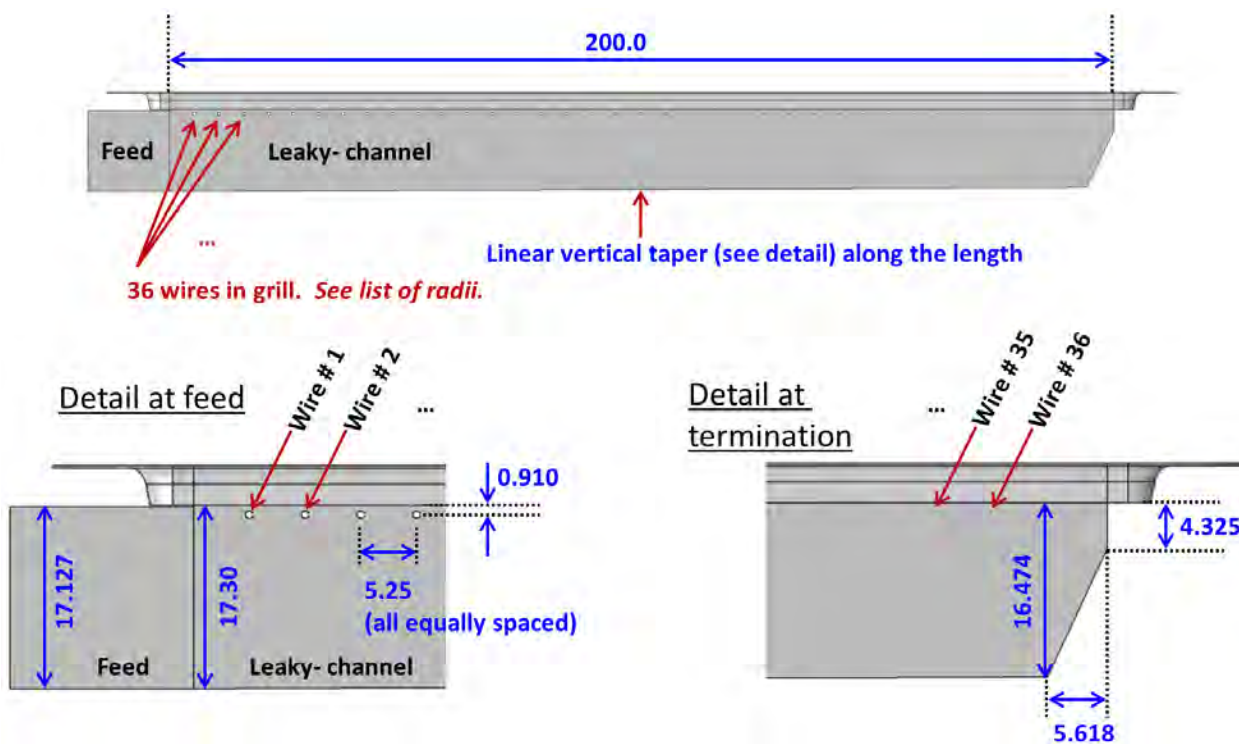 200.0
Feed
Leaky- channel
...
36 wires in grill. See list of radii.
Linear vertical taper (see detail) along the length
Detail at feed
Wire # 1
Wire # 2
...
0.910
17.127
17.30
5.25
(all equally spaced)
Feed
Leaky- channel
Detail at
termination
...
Wire # 35
Wire # 36
4.325
16.474
5.618